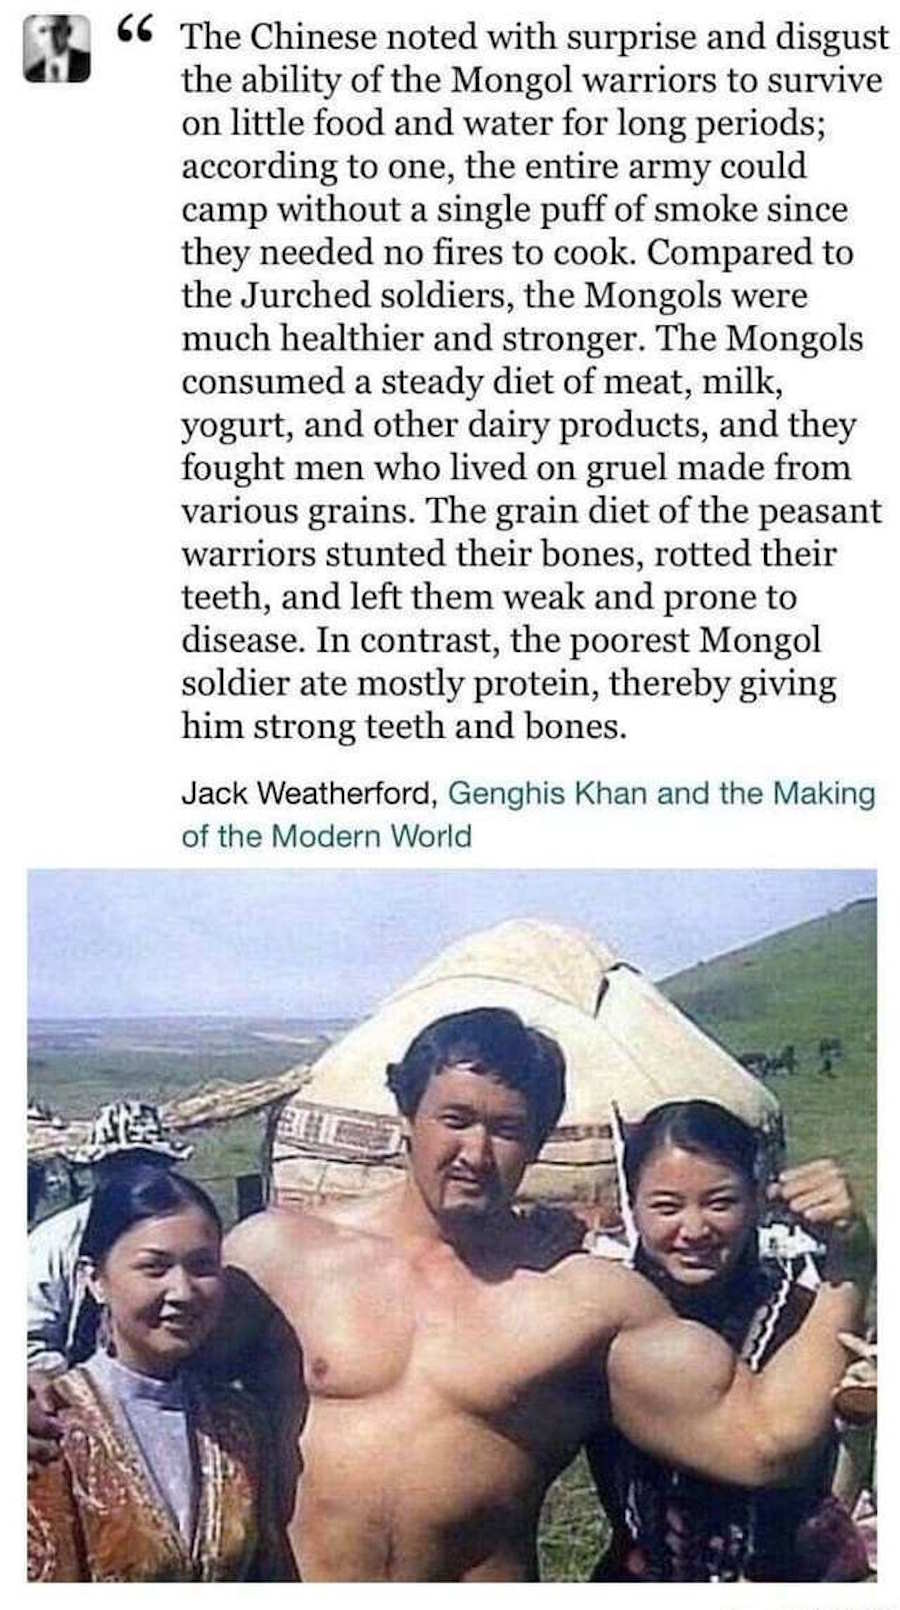 “ The Chinese noted with surprise and disgust
the ability of the Mongol warriors to survive
on little food and water for long periods;
according to one, the entire army could
camp without a single puff of smoke since
they needed no fires to cook. Compared to
the Jurched soldiers, the Mongols were
much healthier and stronger. The Mongols
consumed a steady diet of meat, milk,
yogurt, and other dairy products, and they
fought men who lived on gruel made from
various grains. The grain diet of the peasant
warriors stunted their bones, rotted their
teeth, and left them weak and prone to
disease. In contrast, the poorest Mongol
soldier ate mostly protein, thereby giving
him strong teeth and bones.
Jack Weatherford, Genghis Khan and the Making
of the Modern World